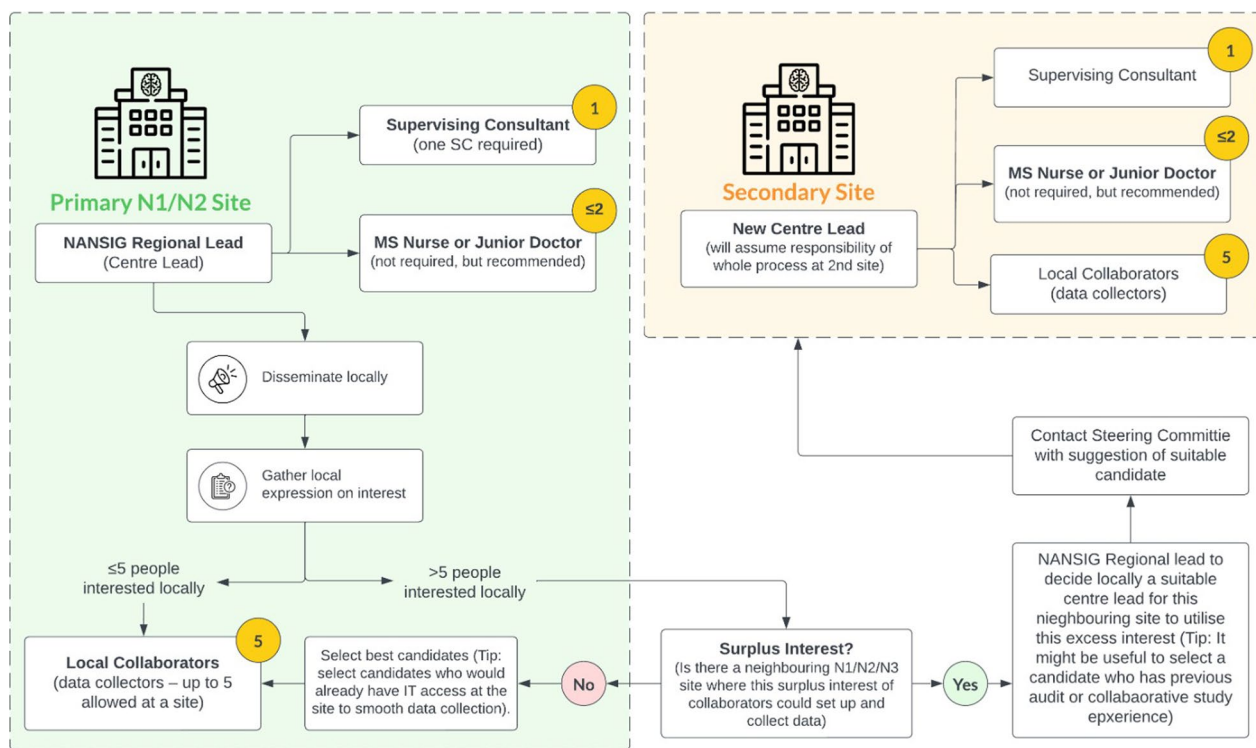 Primary N1/N2 Site
NANSIG Regional Lead
(Centre Lead)
1
Supervising Consultant
(one SC required)
≤2
MS Nurse or Junior Doctor
(not required, but recommended)
Disseminate locally
Gather local
expression on interest
≤5 people
interested locally
>5 people
interested locally
5
Local Collaborators
(data collectors – up to 5
allowed at a site)
Select best candidates (Tip:
select candidates who would
already have IT access at the
site to smooth data collection).
No
Surplus Interest?
(Is there a neighbouring N1/N2/N3
site where this surplus interest of
collaborators could set up and
collect data)
Yes
NANSIG Regional lead to
decide locally a suitable
centre lead for this
nieghbouring site to utilise
this excess interest (Tip: It
might be useful to select a
candidate who has previous
audit or collabaorative study
epxerience)
Contact Steering Committie
with suggestion of suitable
candidate
Secondary Site
New Centre Lead
(will assume responsibility of
whole process at 2nd site)
1
Supervising Consultant
≤2
MS Nurse or Junior Doctor
(not required, but recommended)
5
Local Collaborators
(data collectors)